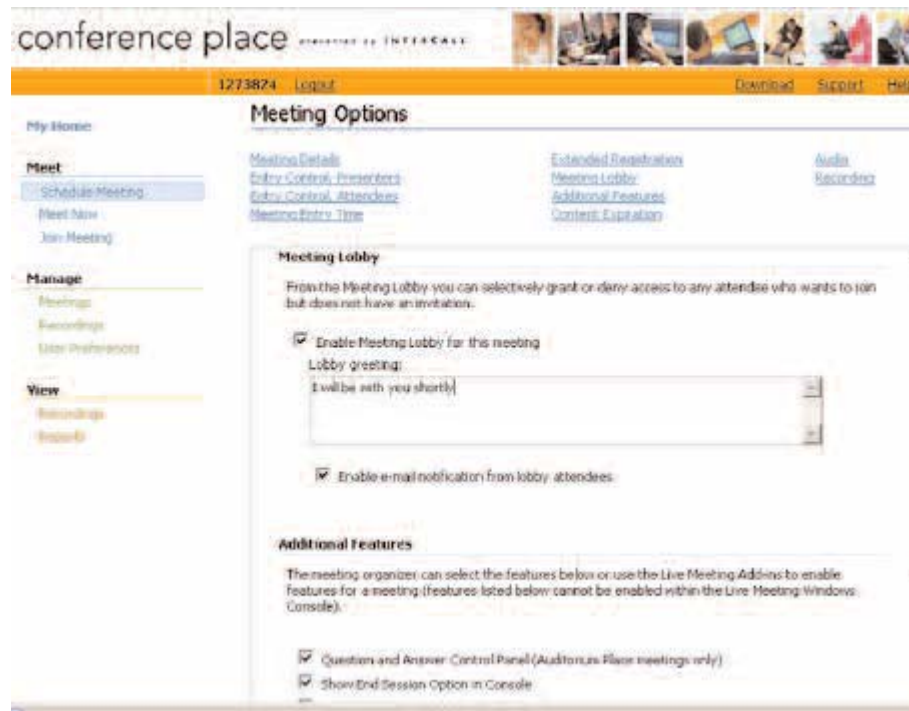 conference place presented by INTERCALL
1273824 Logout Download Support Help
Meeting Options
My Home
Meet
Schedule Meeting
Meet Now
Join Meeting
Manage
Meetings
Recordings
User Preferences
View
Recordings
Reports
Meeting Details
Entry Control, Presenters
Entry Control, Attendees
Meeting Entry Time
Extended Registration
Meeting Lobby
Additional Features
Content Expiration
Audio
Recording
Meeting Lobby
From the Meeting Lobby you can selectively grant or deny access to any attendee who wants to join
but does not have an invitation.
Enable Meeting Lobby for this meeting
Lobby greeting:
I will be with you shortly
Enable e-mail notification from lobby attendees
Additional Features
The meeting organizer can select the features below or use the Live Meeting Add-ins to enable
features for a meeting (features listed below cannot be enabled within the Live Meeting Windows
Console).
Question and Answer Control Panel (Auditorium Place meetings only)
Show End Session Option in Console